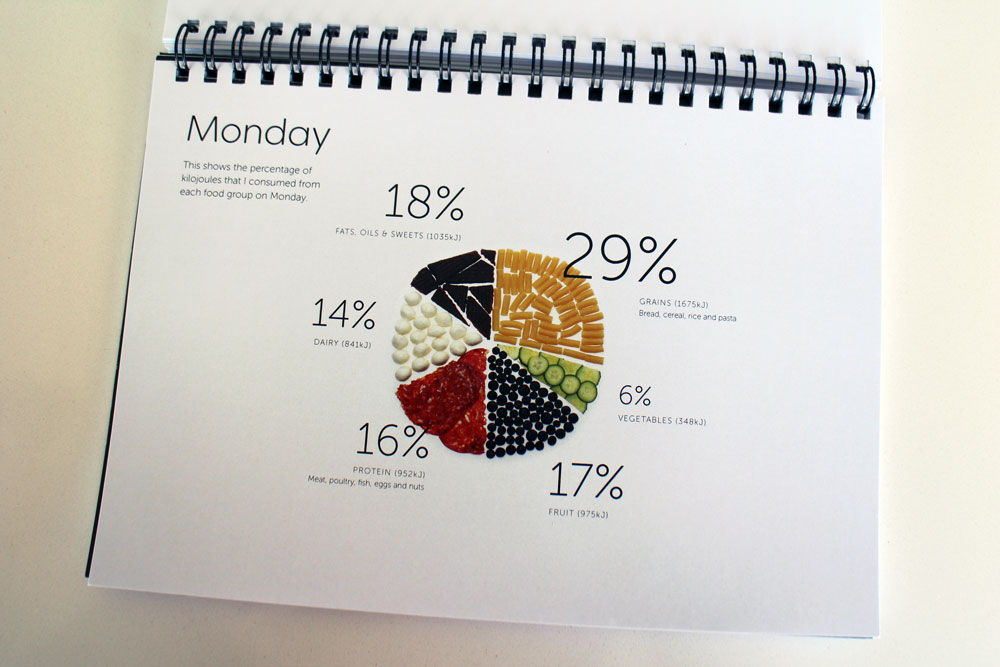 Monday
This shows the percentage of
kilojoules that I consumed from
each food group on Monday.
18%
FATS, OILS & SWEETS (1035kJ)
29%
GRAINS (1675kJ)
Bread, cereal, rice and pasta
14%
DAIRY (841kJ)
6%
VEGETABLES (348kJ)
16%
PROTEIN (952kJ)
Meat, poultry, fish, eggs and nuts
17%
FRUIT (975kJ)